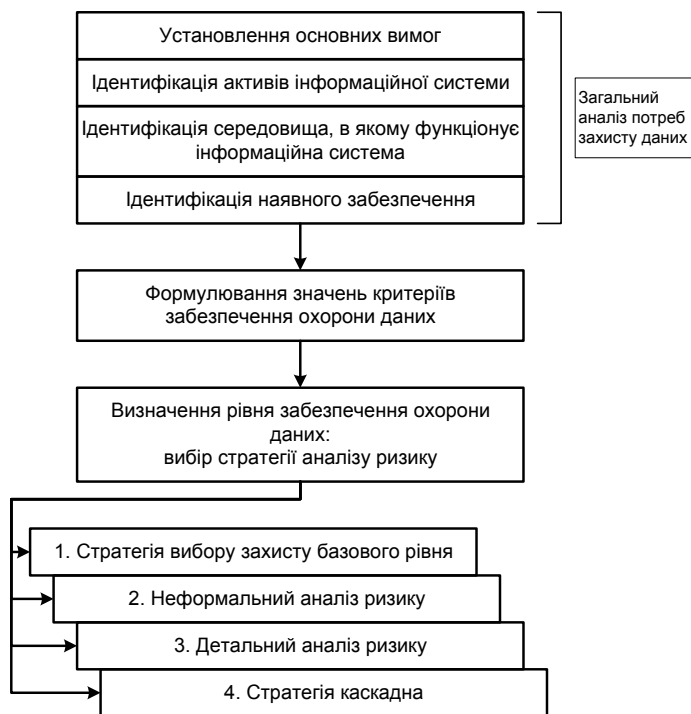 Установлення основних вимог
Ідентифікація активів інформаційної системи
Ідентифікація середовища, в якому функціонує
інформаційна система
Ідентифікація наявного забезпечення
Загальний
аналіз потреб
захисту даних
Формулювання значень критеріїв
забезпечення охорони даних
Визначення рівня забезпечення охорони
даних:
вибір стратегії аналізу ризику
1. Стратегія вибору захисту базового рівня
2. Неформальний аналіз ризику
3. Детальний аналіз ризику
4. Стратегія каскадна